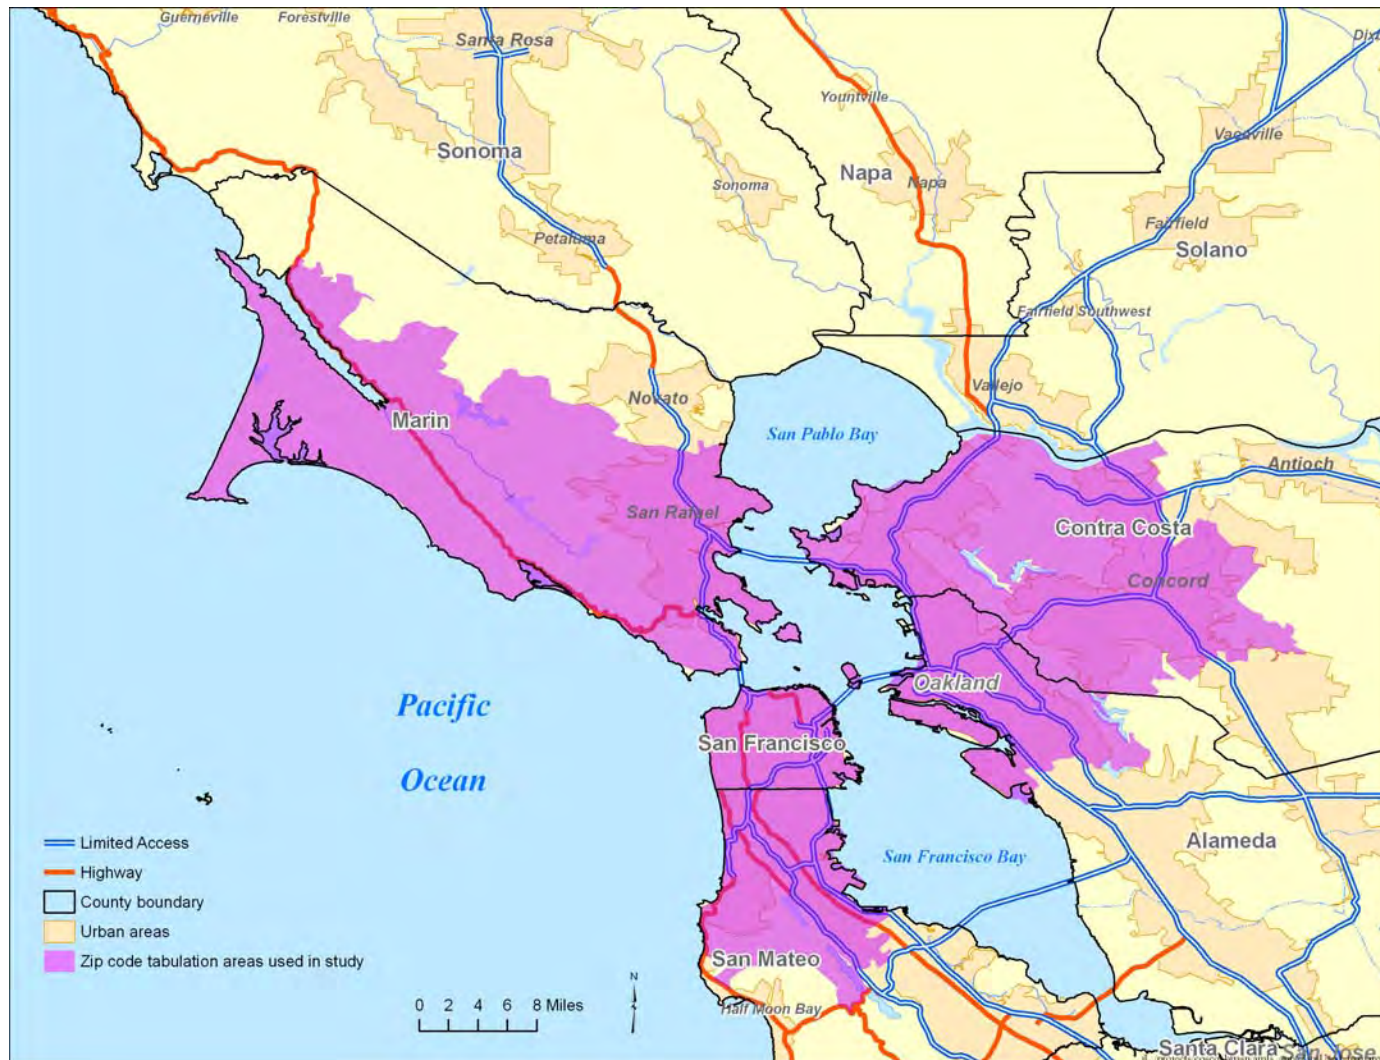 Guerneville
Forestville
Santa Rosa
Yountville
Vacaville
Sonoma
Napa
Napa
Sonoma
Petaluma
Fairfield
Solano
Fairfield Southwest
Vallejo
Novato
Marin
San Pablo Bay
Antioch
San Rafael
Contra Costa
Concord
Oakland
Pacific
Ocean
San Francisco
Limited Access
Highway
County boundary
Urban areas
Zip code tabulation areas used in study
San Francisco Bay
Alameda
San Mateo
N
0 2 4 6 8 Miles
Half Moon Bay
Santa Clara
San Jose